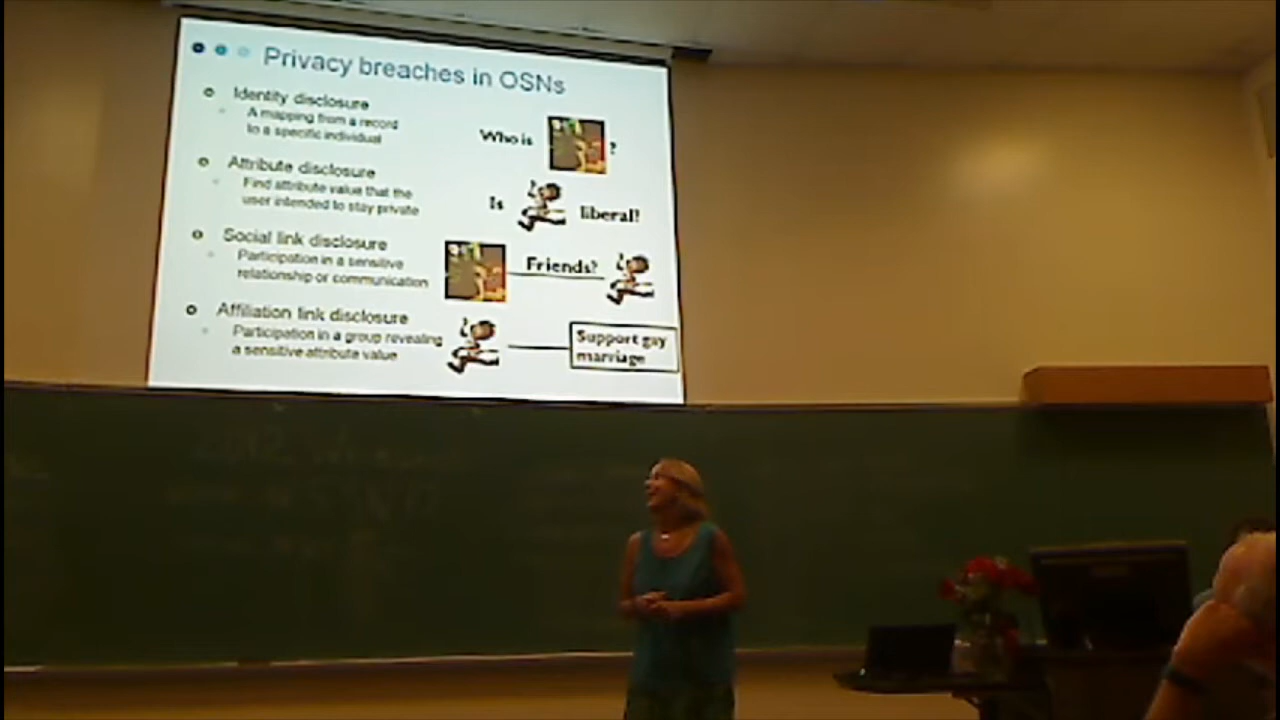 Privacy breaches in OSNs
Identity disclosure
A mapping from a record
to a specific individual
Who is ?
Attribute disclosure
Find attribute value that the
user intended to stay private
Is liberal?
Social link disclosure
Participation in a sensitive
relationship or communication
Friends?
Affiliation link disclosure
Participation in a group revealing
a sensitive attribute value
Support gay
marriage